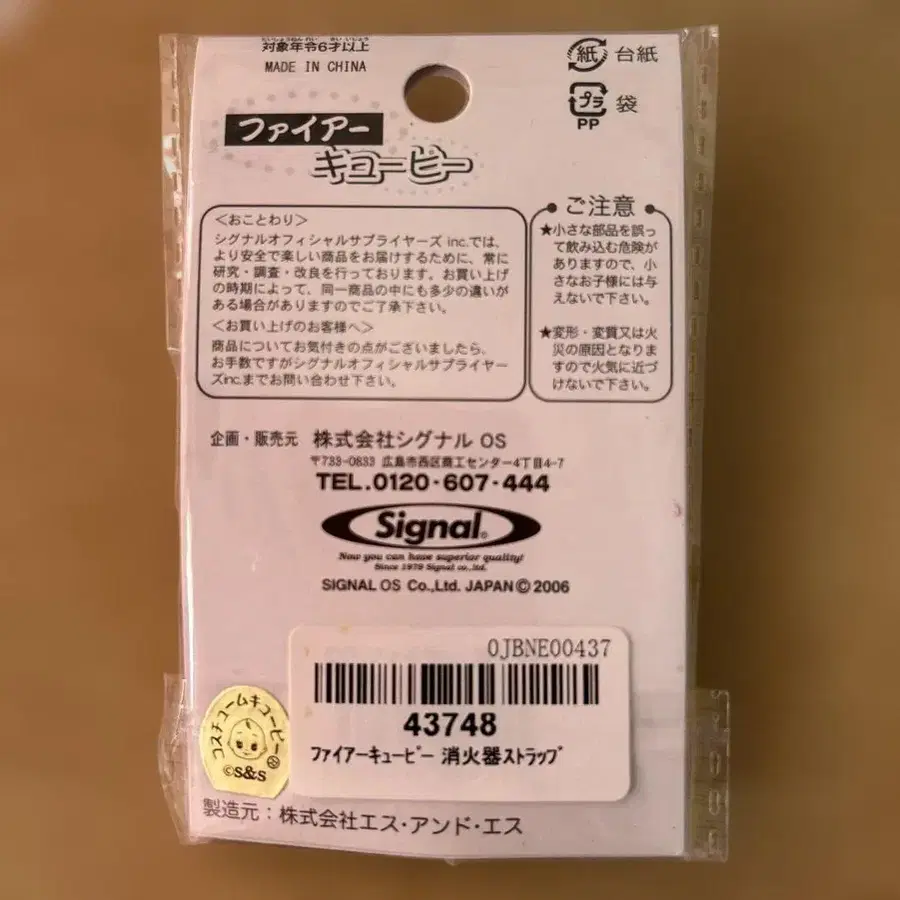 対象年令6才以上
MADE IN CHINA
紙 台紙
プラ 袋
PP
ファイアー
キューピー
＜おことわり＞
シグナルオフィシャルサプライヤーズ inc.では、
より安全で楽しい商品をお届けするために、常に
研究・調査・改良を行っております。お買い上げ
の時期によって、同一商品の中にも多少の違いが
ある場合がありますのでご了承下さい。
＜お買い上げのお客様へ＞
商品についてお気付きの点がございましたら、
お手数ですがシグナルオフィシャルサプライヤー
ズinc.までお問い合わせ下さい。
ご注意
★小さな部品を誤っ
て飲み込む危険が
ありますので、小
さなお子様には与
えないで下さい。
★変形・変質又は火
災の原因となりま
すので火気に近づ
けないで下さい。
企画・販売元 株式会社シグナル OS
〒733-0833 広島市西区商工センター4丁目4-7
TEL.0120-607-444
Signal®
Now you can have superior quality!
Since 1979 Signal co.,ltd.
SIGNAL OS Co.,Ltd. JAPAN © 2006
0JBNE00437
43748
ファイアーキューピー 消火器ストラップ
コスチュームキューピー
©S&S
製造元：株式会社エス・アンド・エス